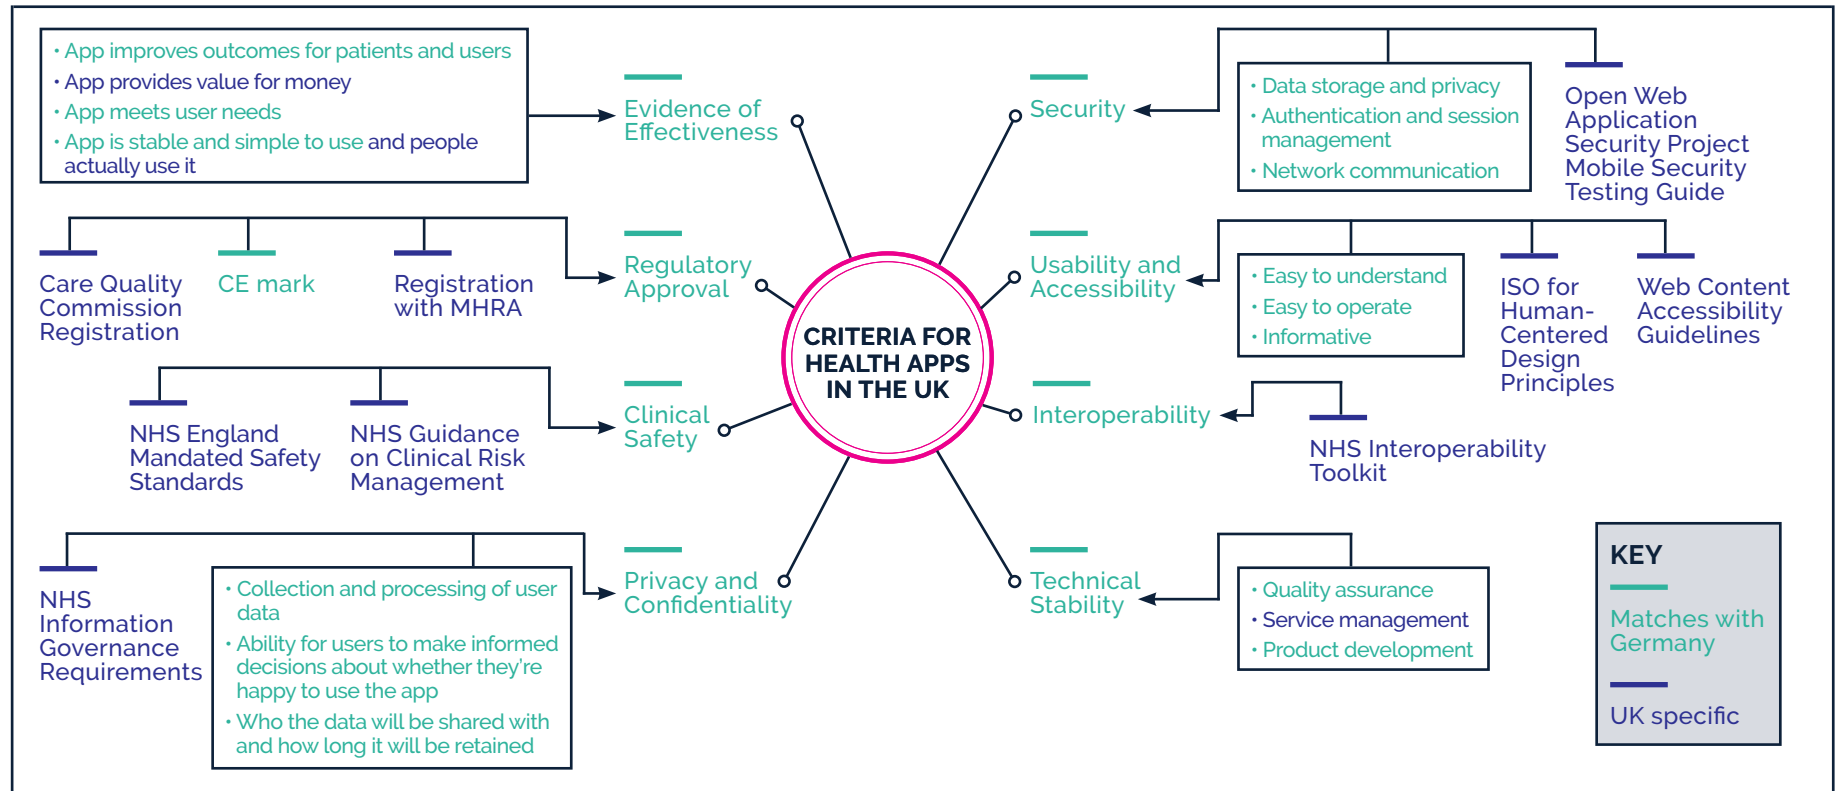 • App improves outcomes for patients and users
• App provides value for money
• App meets user needs
• App is stable and simple to use and people
actually use it
Evidence of
Effectiveness
Care Quality
Commission
Registration
CE mark
Registration
with MHRA
Regulatory
Approval
NHS England
Mandated Safety
Standards
NHS Guidance
on Clinical Risk
Management
Clinical
Safety
NHS
Information
Governance
Requirements
• Collection and processing of user
data
• Ability for users to make informed
decisions about whether they're
happy to use the app
• Who the data will be shared with
and how long it will be retained
Privacy and
Confidentiality
CRITERIA FOR
HEALTH APPS
IN THE UK
Security
• Data storage and privacy
• Authentication and session
management
• Network communication
Open Web
Application
Security Project
Mobile Security
Testing Guide
Usability and
Accessibility
• Easy to understand
• Easy to operate
• Informative
ISO for
Human-
Centered
Design
Principles
Web Content
Accessibility
Guidelines
Interoperability
NHS Interoperability
Toolkit
Technical
Stability
• Quality assurance
• Service management
• Product development
KEY
Matches with
Germany
UK specific